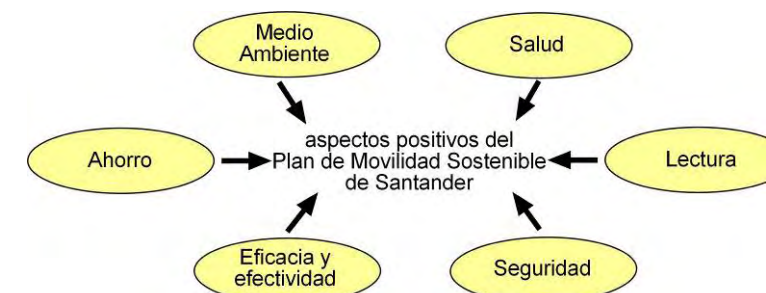 Medio
Ambiente
Salud
Ahorro
aspectos positivos del
Plan de Movilidad Sostenible
de Santander
Lectura
Eficacia y
efectividad
Seguridad